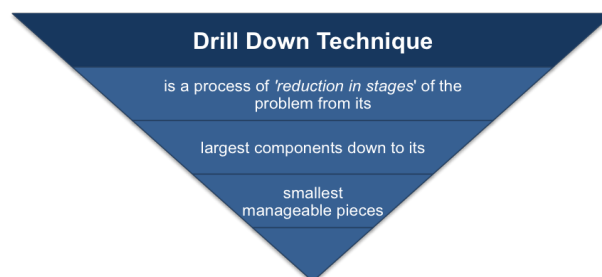 Drill Down Technique
is a process of 'reduction in stages' of the
problem from its
largest components down to its
smallest
manageable pieces